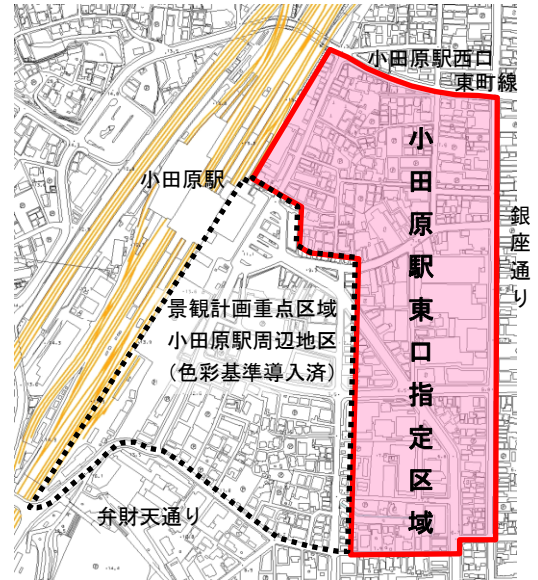 小田原駅西口
東町線
小田原駅東口指定区域
小田原駅
銀座通り
景観計画重点区域
小田原駅周辺地区
(色彩基準導入済)
弁財天通り